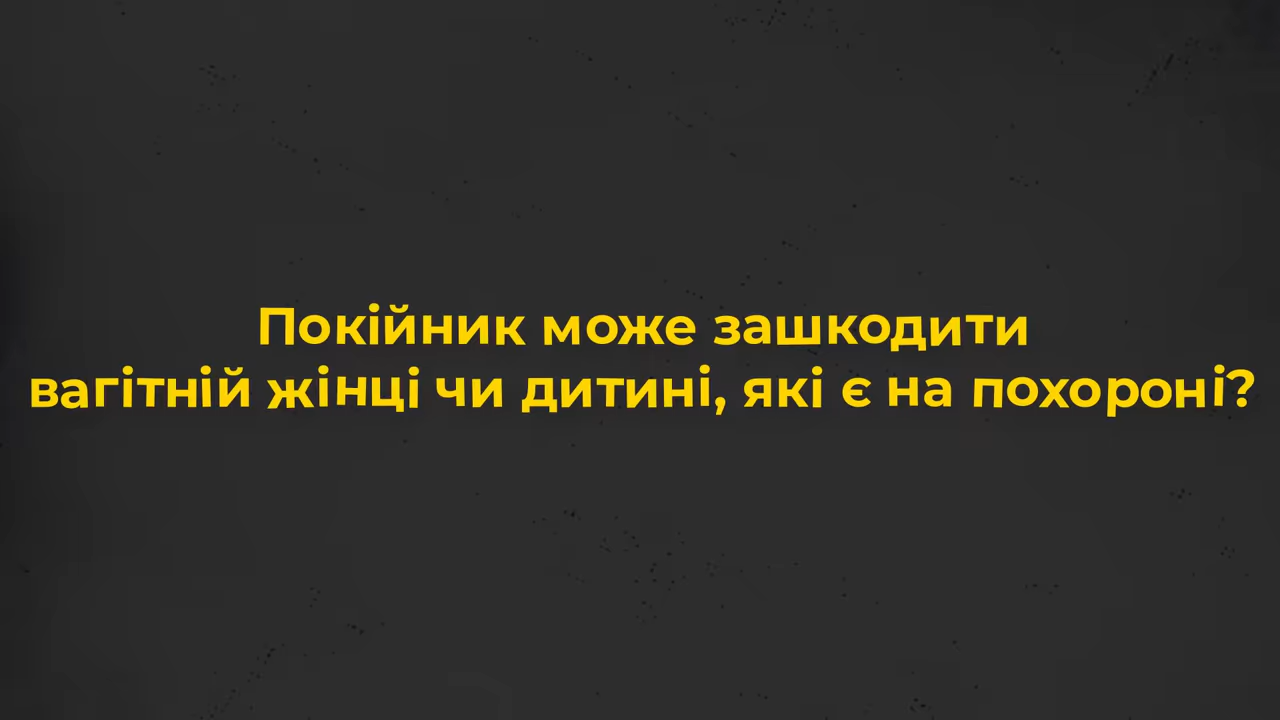 Покійник може зашкодити
вагітній жінці чи дитині, які є на похороні?